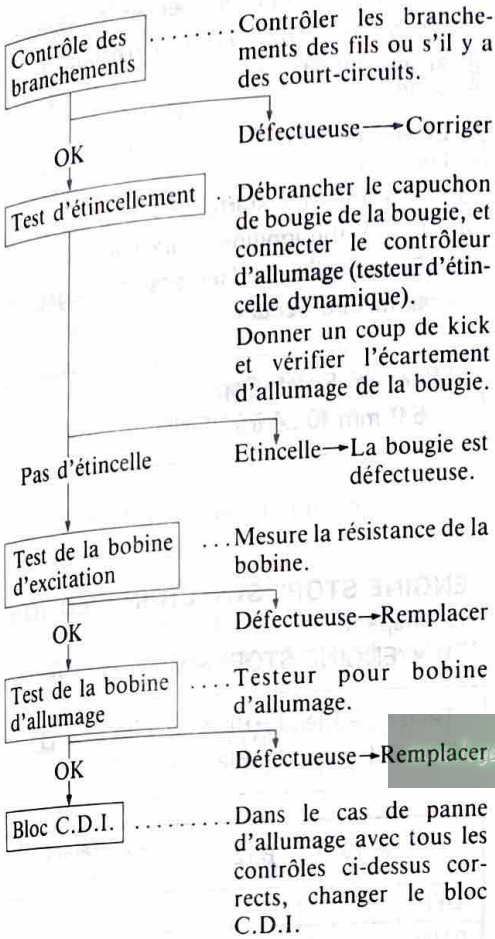 Contrôle des
branchements
.........Contrôler les branche-
ments des fils ou s'il y a
des court-circuits.
Défectueuse→Corriger
OK
Test d'étincellement
. Débrancher le capuchon
de bougie de la bougie, et
connecter le contrôleur
d'allumage (testeur d'étin-
celle dynamique).
Donner un coup de kick
et vérifier l'écartement
d'allumage de la bougie.
Pas d'étincelle
Etincelle→La bougie est
défectueuse.
Test de la bobine
d'excitation
...Mesure la résistance de la
bobine.
Défectueuse→Remplacer
OK
Test de la bobine
d'allumage
....Testeur pour bobine
d'allumage.
Défectueuse→Remplacer
OK
Bloc C.D.I.
.........Dans le cas de panne
d'allumage avec tous les
contrôles ci-dessus cor-
rects, changer le bloc
C.D.I.